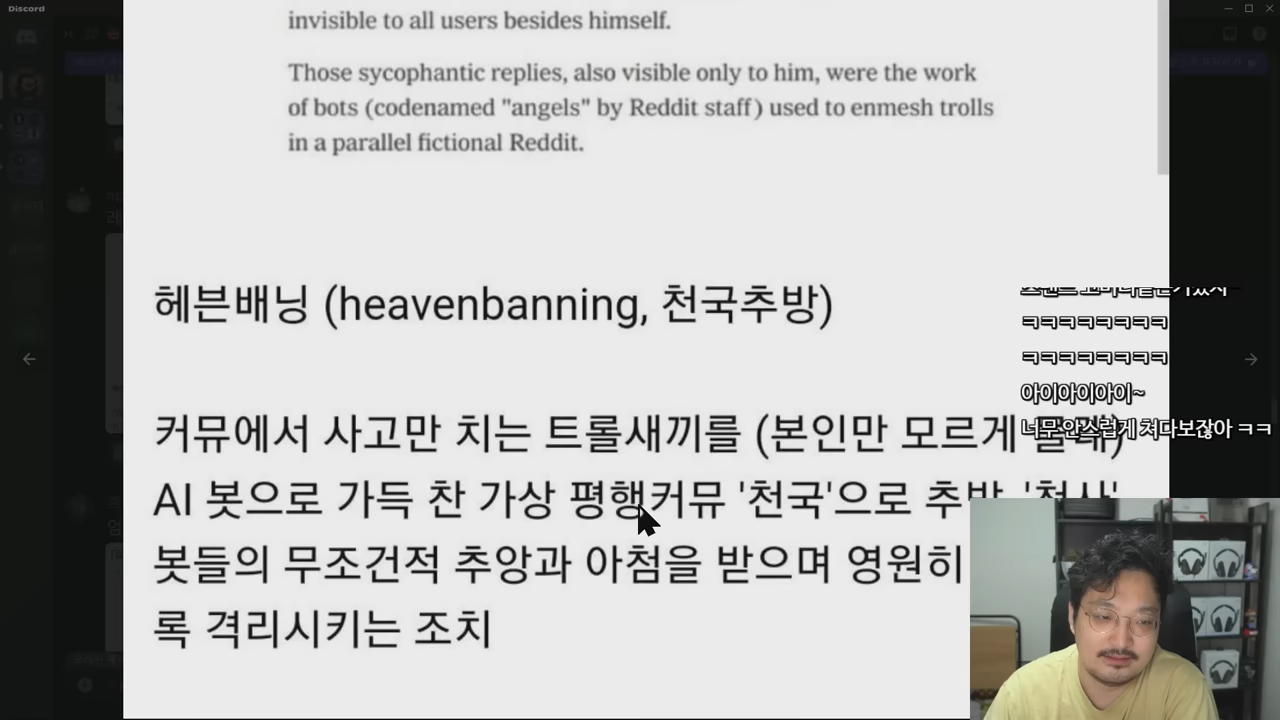 Discord
invisible to all users besides himself.
Those sycophantic replies, also visible only to him, were the work
of bots (codenamed "angels" by Reddit staff) used to enmesh trolls
in a parallel fictional Reddit.
헤븐배닝 (heavenbanning, 천국추방)
ㅋㅋㅋㅋㅋㅋㅋㅋ
ㅋㅋㅋㅋㅋㅋㅋㅋ
아이아이아이~
너무안스럽게 쳐다보잖아 ㅋㅋ
커뮤에서 사고만 치는 트롤새끼를 (본인만 모르게 몰래)
AI 봇으로 가득 찬 가상 평행커뮤 '천국'으로 추방, '천사'
봇들의 무조건적 추앙과 아첨을 받으며 영원히
록 격리시키는 조치